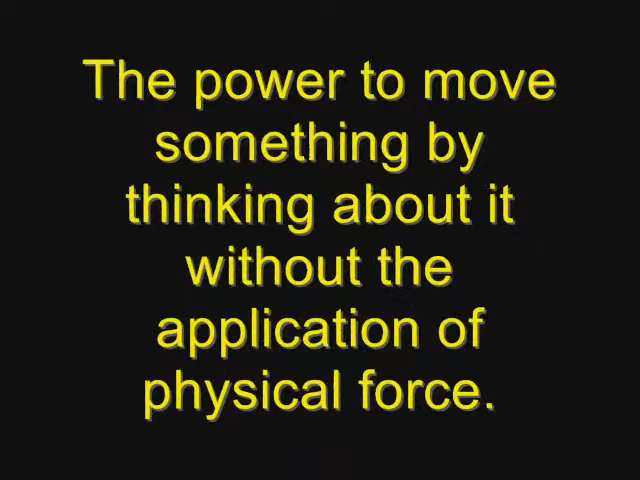 The power to move
something by
thinking about it
without the
application of
physical force.